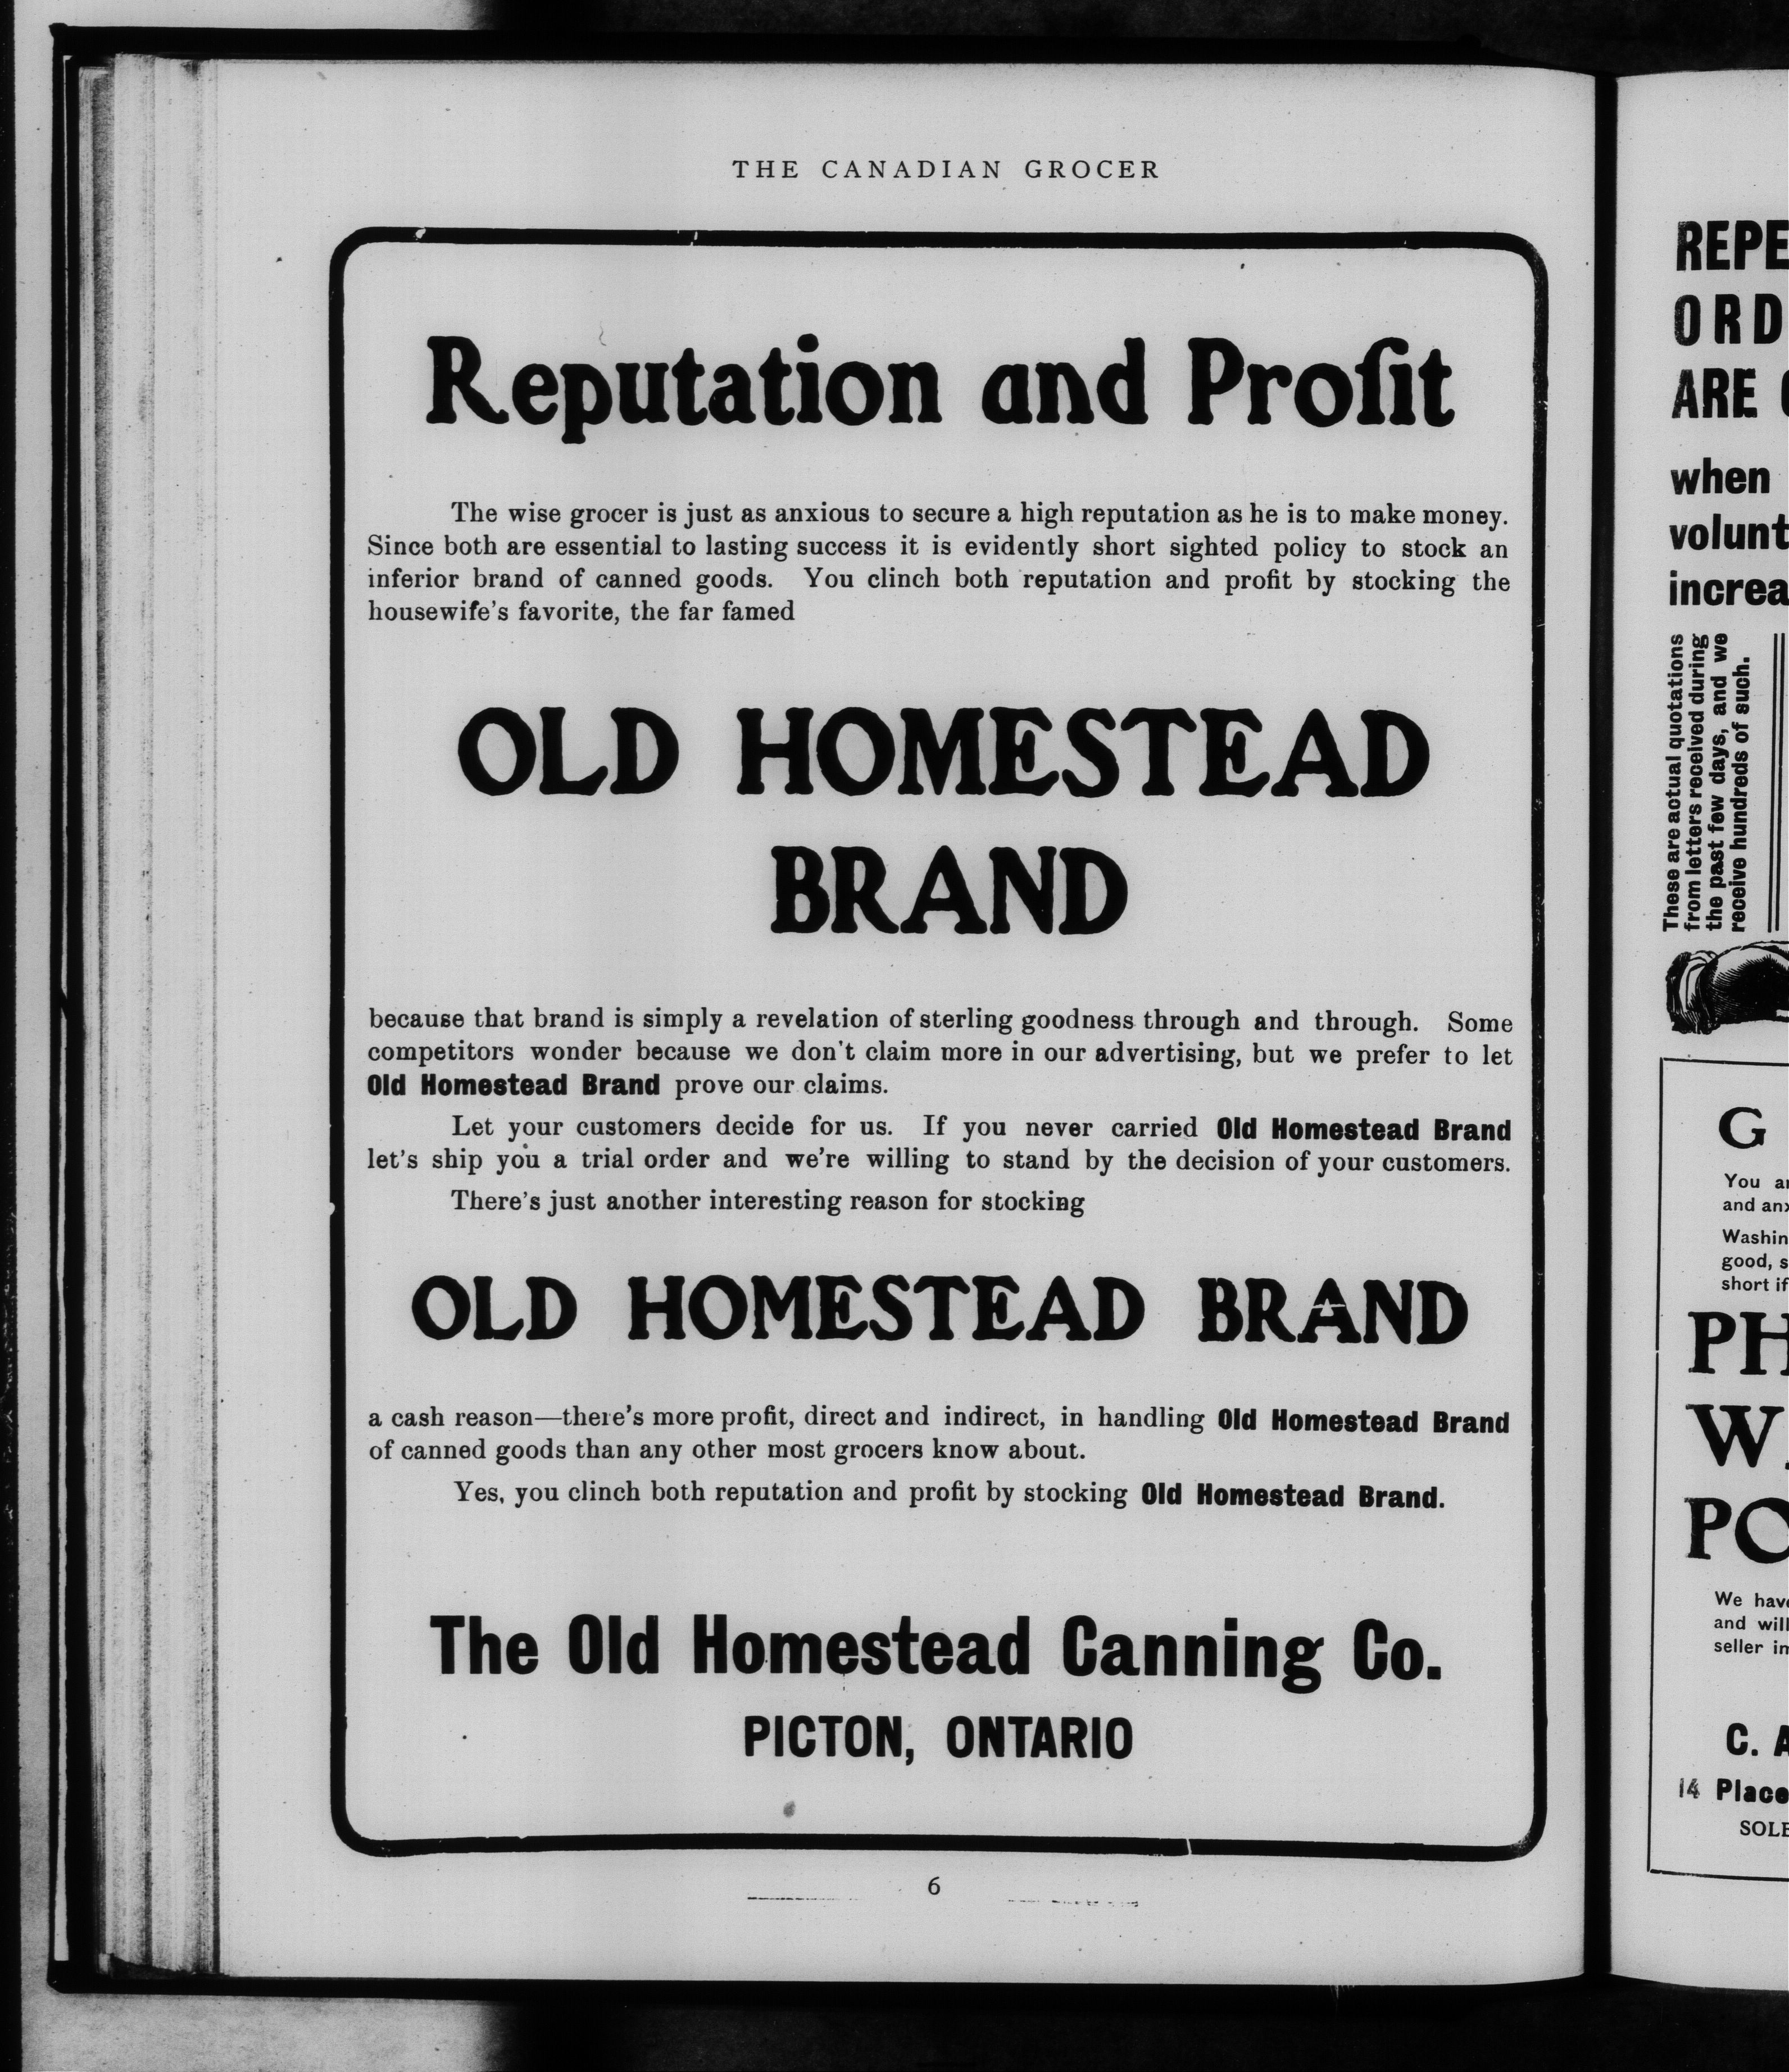 THE CANADIAN GROCER
Reputation and Profit
The wise grocer is just as anxious to secure a high reputation as he is to make money.
Since both are essential to lasting success it is evidently short sighted policy to stock an
inferior brand of canned goods. You clinch both reputation and profit by stocking the
housewife's favorite, the far famed
OLD HOMESTEAD
BRAND
because that brand is simply a revelation of sterling goodness through and through. Some
competitors wonder because we don't claim more in our advertising, but we prefer to let
Old Homestead Brand prove our claims.
Let your customers decide for us. If you never carried Old Homestead Brand
let's ship you a trial order and we're willing to stand by the decision of your customers.
There's just another interesting reason for stocking
OLD HOMESTEAD BRAND
a cash reason—there's more profit, direct and indirect, in handling Old Homestead Brand
of canned goods than any other most grocers know about.
Yes, you clinch both reputation and profit by stocking Old Homestead Brand.
The Old Homestead Canning Co.
PICTON, ONTARIO
6
REPE
ORD
ARE
when
volunt
increa
These are actual quotations
from letters received during
the past few days, and we
receive hundreds of such.
G
You
and
Washin
good, s
short if
PH
W
PO
We have
and will
seller in
C. A
14 Place
SOLE